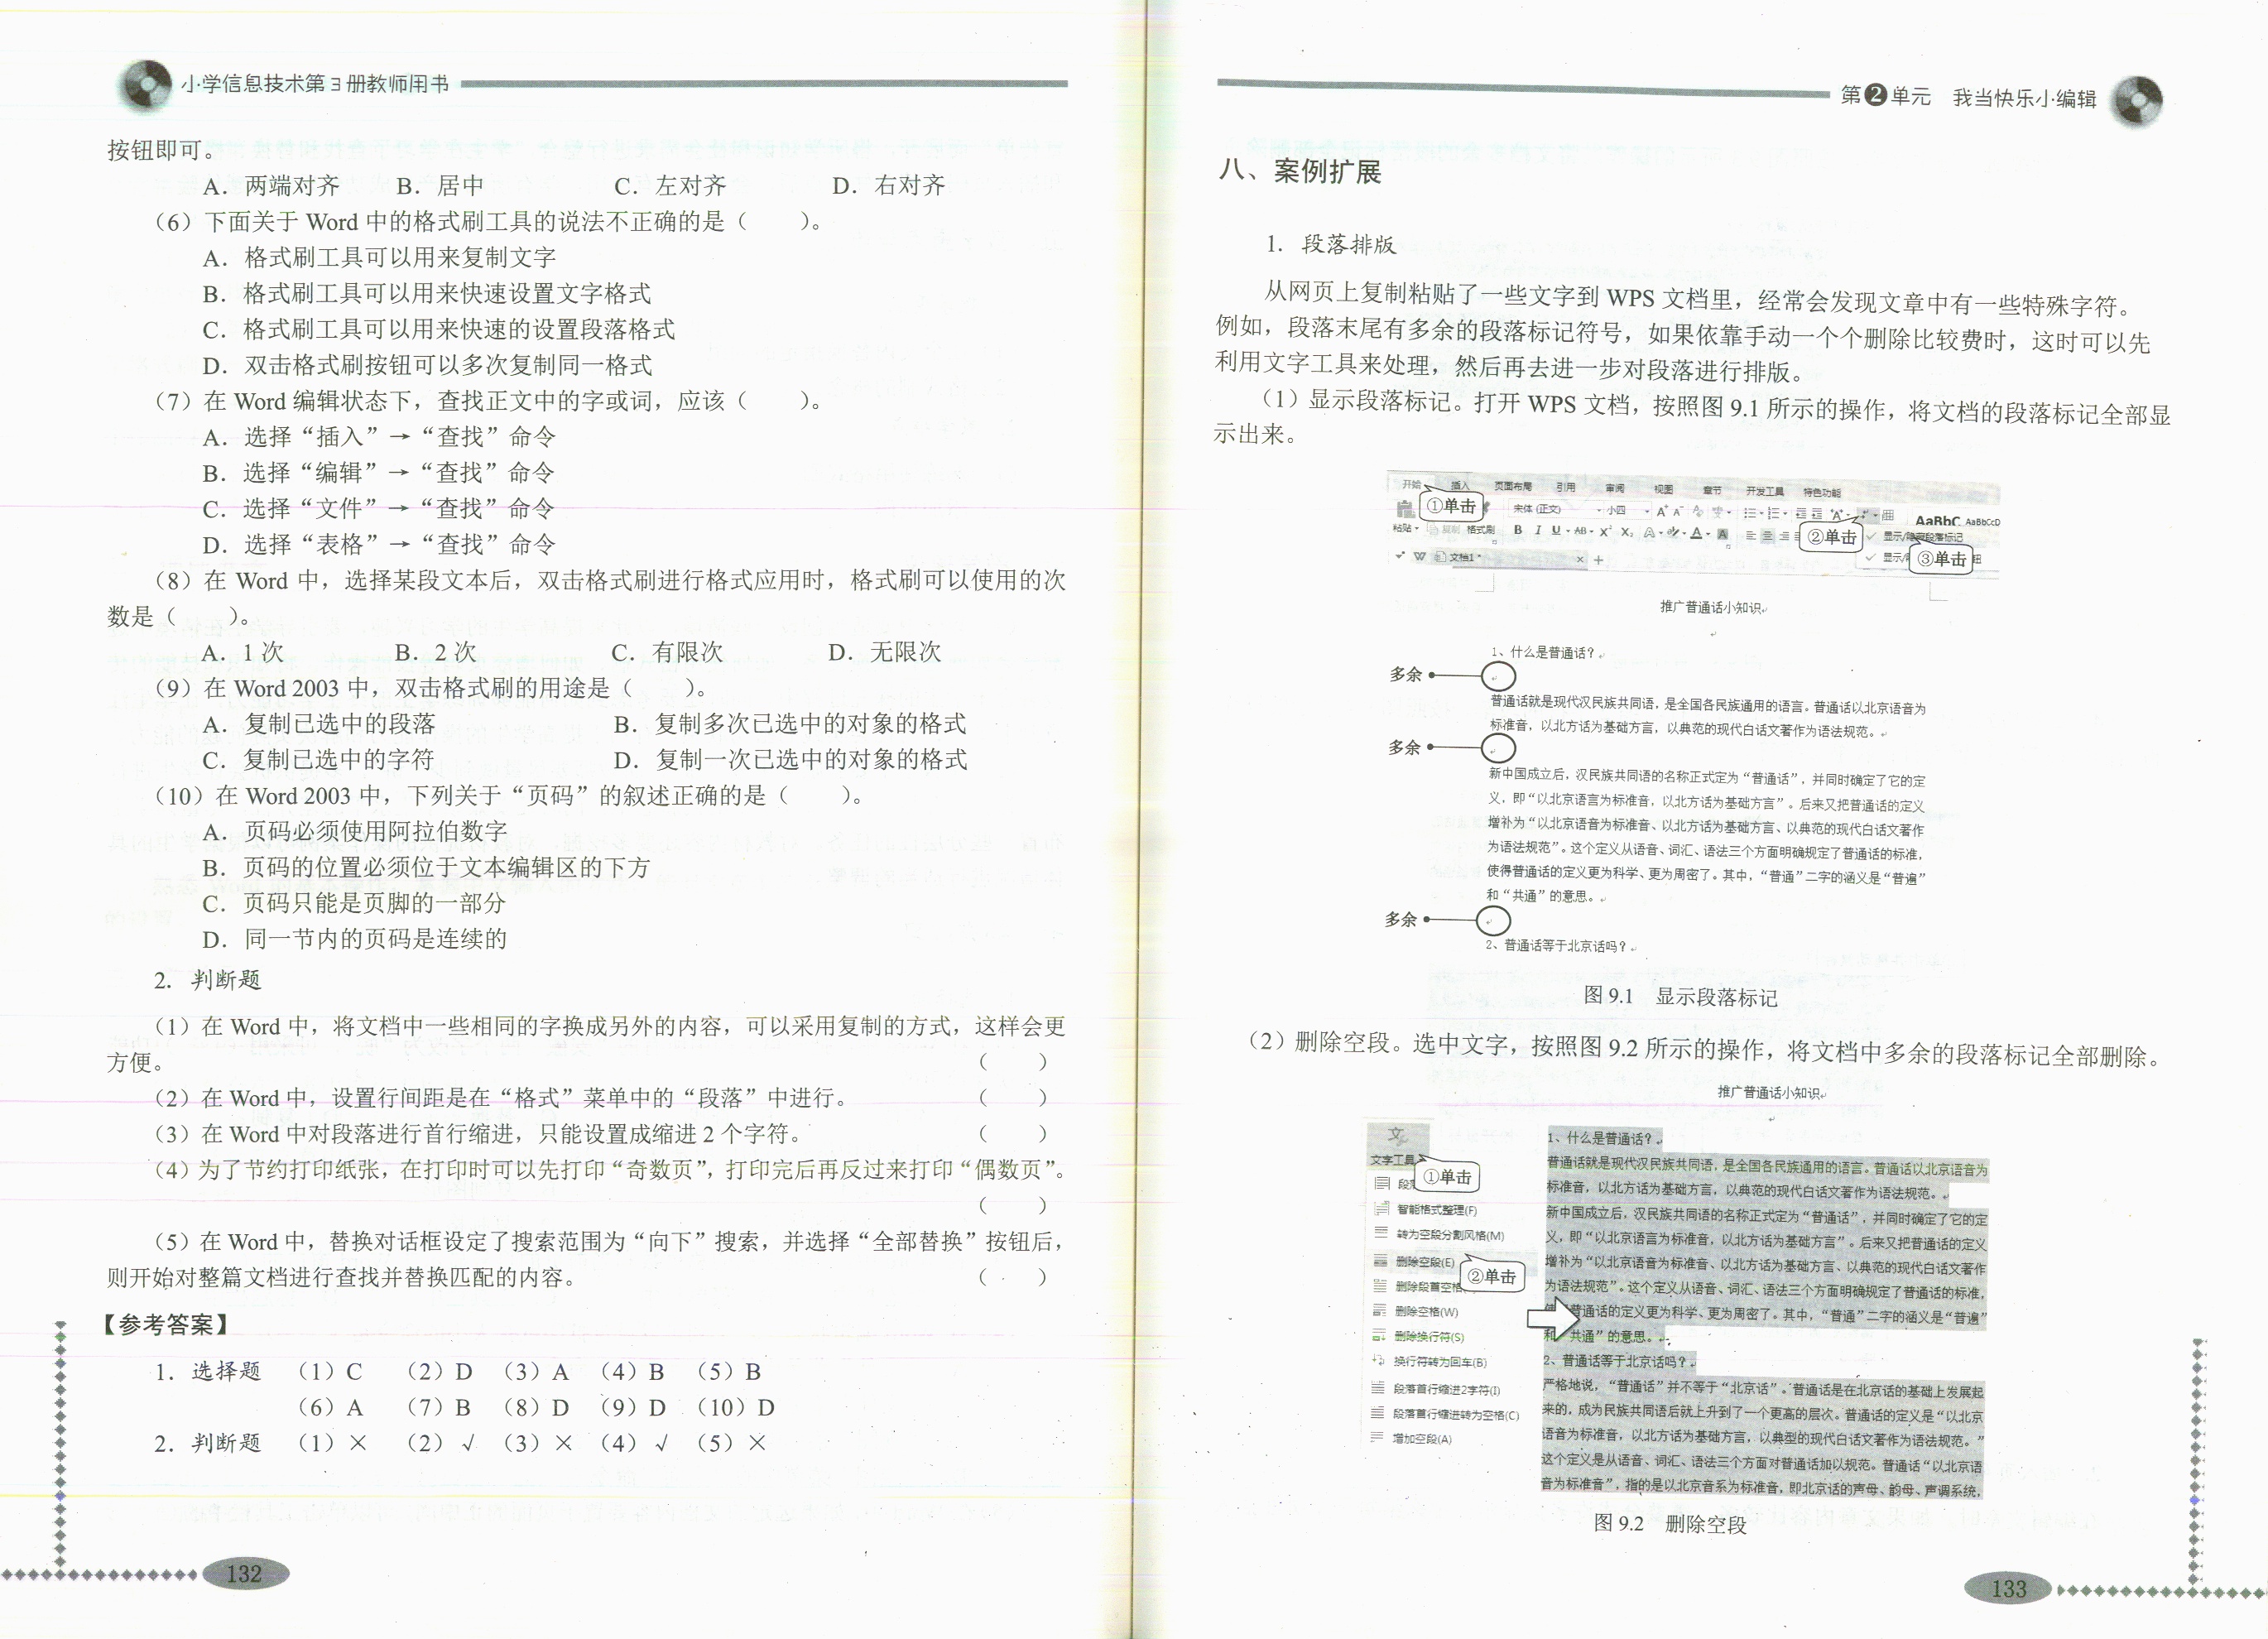 小学信息技术第3册教师用书
按钮即可。
A．两端对齐 B．居中 C．左对齐 D．右对齐
（6）下面关于 Word 中的格式刷工具的说法不正确的是（　　）。
A．格式刷工具可以用来复制文字
B．格式刷工具可以用来快速设置文字格式
C．格式刷工具可以用来快速的设置段落格式
D．双击格式刷按钮可以多次复制同一格式
（7）在 Word 编辑状态下，查找正文中的字或词，应该（　　）。
A．选择“插入”→“查找”命令
B．选择“编辑”→“查找”命令
C．选择“文件”→“查找”命令
D．选择“表格”→“查找”命令
（8）在 Word 中，选择某段文本后，双击格式刷进行格式应用时，格式刷可以使用的次
数是（　　）。
A．1 次 B．2 次 C．有限次 D．无限次
（9）在 Word 2003 中，双击格式刷的用途是（　　）。
A．复制已选中的段落 B．复制多次已选中的对象的格式
C．复制已选中的字符 D．复制一次已选中的对象的格式
（10）在 Word 2003 中，下列关于“页码”的叙述正确的是（　　）。
A．页码必须使用阿拉伯数字
B．页码的位置必须位于文本编辑区的下方
C．页码只能是页脚的一部分
D．同一节内的页码是连续的
2．判断题
（1）在 Word 中，将文档中一些相同的字换成另外的内容，可以采用复制的方式，这样会更
方便。（　　）
（2）在 Word 中，设置行间距是在“格式”菜单中的“段落”中进行。（　　）
（3）在 Word 中对段落进行首行缩进，只能设置成缩进 2 个字符。（　　）
（4）为了节约打印纸张，在打印时可以先打印“奇数页”，打印完后再反过来打印“偶数页”。
（　　）
（5）在 Word 中，替换对话框设定了搜索范围为“向下”搜索，并选择“全部替换”按钮后，
则开始对整篇文档进行查找并替换匹配的内容。（　　）
【参考答案】
1．选择题 （1）C （2）D （3）A （4）B （5）B
（6）A （7）B （8）D （9）D （10）D
2．判断题 （1）× （2）√ （3）× （4）√ （5）×
132
第2单元 我当快乐小编辑
八、案例扩展
1．段落排版
从网页上复制粘贴了一些文字到 WPS 文档里，经常会发现文章中有一些特殊字符。
例如，段落末尾有多余的段落标记符号，如果依靠手动一个个删除比较费时，这时可以先
利用文字工具来处理，然后再去进一步对段落进行排版。
（1）显示段落标记。打开 WPS 文档，按照图 9.1 所示的操作，将文档的段落标记全部显
示出来。
开始 插入 页面布局 引用 审阅 视图 章节 开发工具 特色功能
①单击 宋体 (正文) 小四 AaBbC AaBbCcD
粘贴 复制 格式刷 B I U AB X² X₂ ②单击 显示/隐藏段落标记
文档1 显示/ ③单击 钮
推广普通话小知识
1、什么是普通话？
多余
普通话就是现代汉民族共同语，是全国各民族通用的语言。普通话以北京语音为
标准音，以北方话为基础方言，以典范的现代白话文著作为语法规范。
多余
新中国成立后，汉民族共同语的名称正式定为“普通话”，并同时确定了它的定
义，即“以北京语言为标准音，以北方话为基础方言”。后来又把普通话的定义
增补为“以北京语音为标准音、以北方话为基础方言、以典范的现代白话文著作
为语法规范”。这个定义从语音、词汇、语法三个方面明确规定了普通话的标准，
使得普通话的定义更为科学、更为周密了。其中，“普通”二字的涵义是“普遍”
和“共通”的意思。
多余
2、普通话等于北京话吗？
图 9.1 显示段落标记
（2）删除空段。选中文字，按照图 9.2 所示的操作，将文档中多余的段落标记全部删除。
推广普通话小知识
文字工具
①单击
段
智能格式整理(F)
转为空段分割风格(M)
删除空段(E)
②单击
删除段首空格
删除空格(W)
删除换行符(S)
换行符转为回车(B)
段落首行缩进2字符(I)
段落首行缩进转为空格(C)
增加空段(A)
1、什么是普通话？
普通话就是现代汉民族共同语，是全国各民族通用的语言。普通话以北京语音为
标准音，以北方话为基础方言，以典范的现代白话文著作为语法规范。
新中国成立后，汉民族共同语的名称正式定为“普通话”，并同时确定了它的定
义，即“以北京语言为标准音，以北方话为基础方言”。后来又把普通话的定义
增补为“以北京语音为标准音、以北方话为基础方言、以典范的现代白话文著作
为语法规范”。这个定义从语音、词汇、语法三个方面明确规定了普通话的标准，
使普通话的定义更为科学、更为周密了。其中，“普通”二字的涵义是“普遍”
和“共通”的意思。
2、普通话等于北京话吗？
严格地说，“普通话”并不等于“北京话”。普通话是在北京话的基础上发展起
来的，成为民族共同语后就上升到了一个更高的层次。普通话的定义是“以北京
语音为标准音，以北方话为基础方言，以典型的现代白话文著作为语法规范。”
这个定义是从语音、词汇、语法三个方面对普通话加以规范。普通话“以北京语
音为标准音”，指的是以北京音系为标准音，即北京话的声母、韵母、声调系统，
图 9.2 删除空段
133